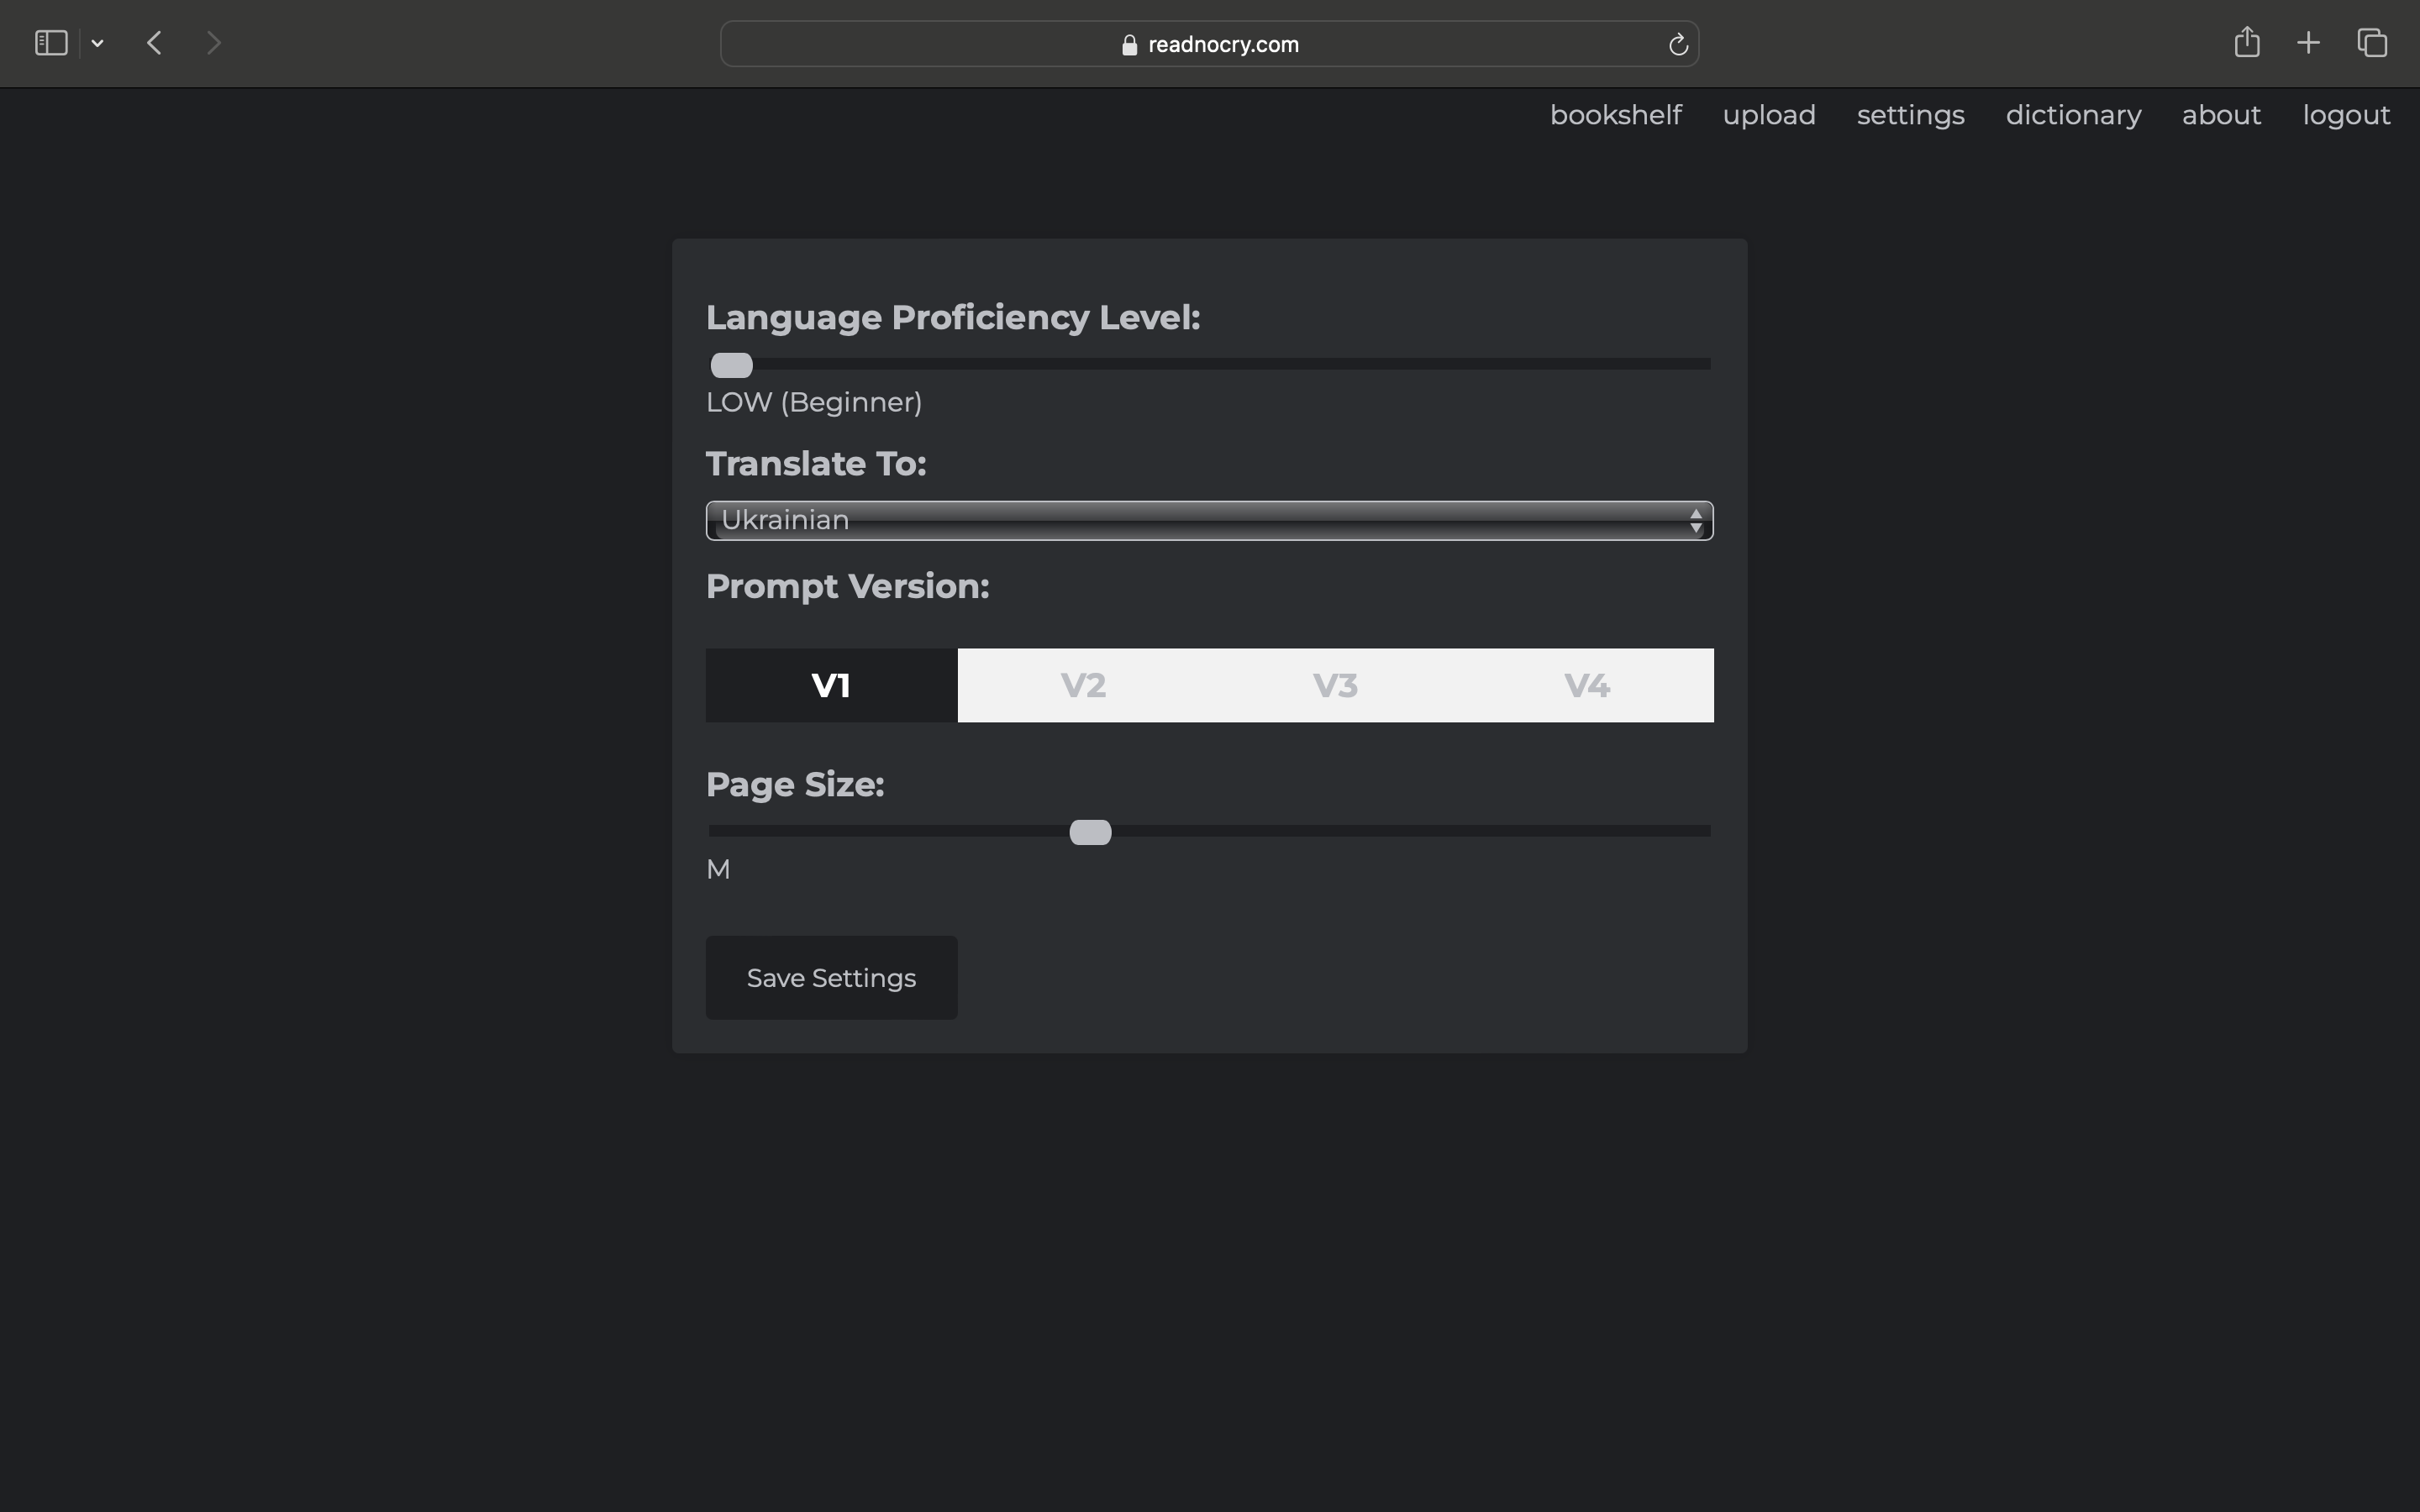 readnocry.com
bookshelf upload settings dictionary about logout
Language Proficiency Level:
LOW (Beginner)
Translate To:
Ukrainian
Prompt Version:
V1 V2 V3 V4
Page Size:
M
Save Settings